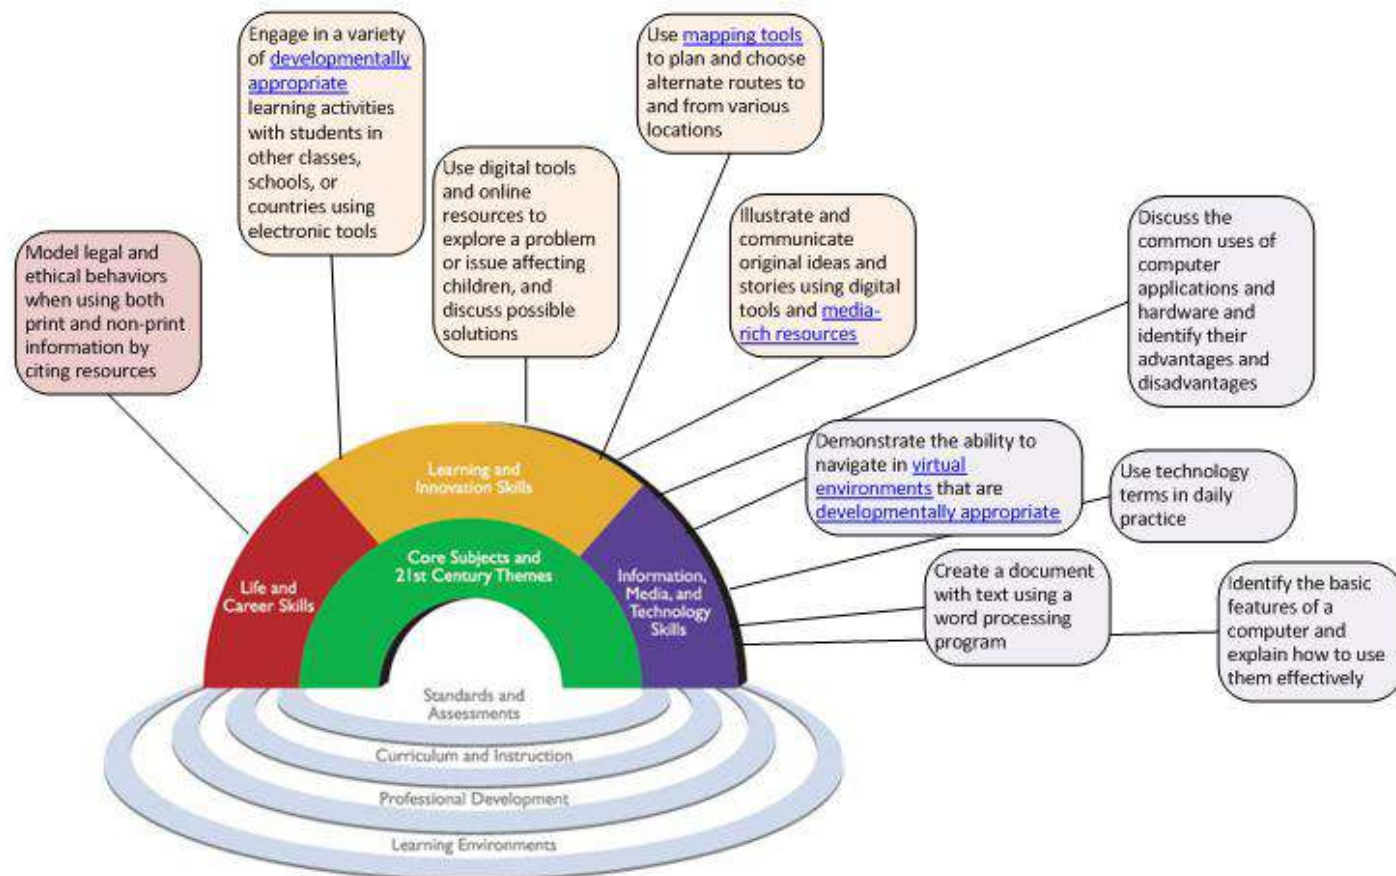 Engage in a variety
of developmentally
appropriate
learning activities
with students in
other classes,
schools, or
countries using
electronic tools
Use mapping tools
to plan and choose
alternate routes to
and from various
locations
Use digital tools
and online
resources to
explore a problem
or issue affecting
children, and
discuss possible
solutions
Illustrate and
communicate
original ideas and
stories using digital
tools and media-
rich resources
Discuss the
common uses of
computer
applications and
hardware and
identify their
advantages and
disadvantages
Model legal and
ethical behaviors
when using both
print and non-print
information by
citing resources
Demonstrate the ability to
navigate in virtual
environments that are
developmentally appropriate
Use technology
terms in daily
practice
Create a document
with text using a
word processing
program
Identify the basic
features of a
computer and
explain how to use
them effectively
Learning and
Innovation Skills
Core Subjects and
21st Century Themes
Life and
Career Skills
Information,
Media, and
Technology
Skills
Standards and
Assessments
Curriculum and Instruction
Professional Development
Learning Environments